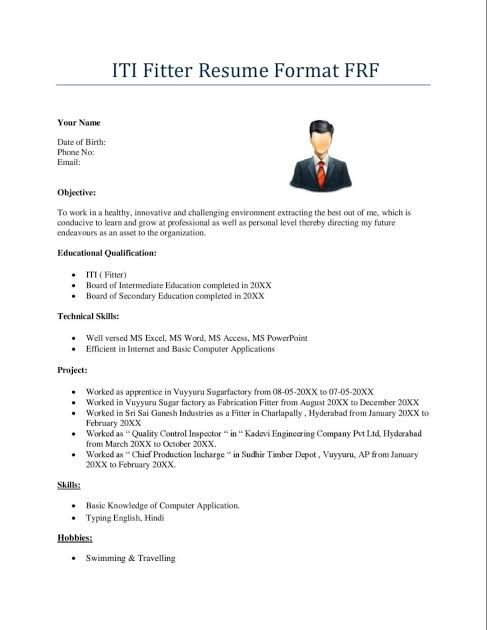 ITI Fitter Resume Format FRF
Your Name
Date of Birth:
Phone No:
Email:
Objective:
To work in a healthy, innovative and challenging environment extracting the best out of me, which is
conducive to learn and grow at professional as well as personal level thereby directing my future
endeavours as an asset to the organization.
Educational Qualification:
• ITI ( Fitter)
• Board of Intermediate Education completed in 20XX
• Board of Secondary Education completed in 20XX
Technical Skills:
• Well versed MS Excel, MS Word, MS Access, MS PowerPoint
• Efficient in Internet and Basic Computer Applications
Project:
• Worked as apprentice in Vuyyuru Sugarfactory from 08-05-20XX to 07-05-20XX
• Worked in Vuyyuru Sugar factory as Fabrication Fitter from August 20XX to December 20XX
• Worked in Sri Sai Ganesh Industries as a Fitter in Charlapally , Hyderabad from January 20XX to
February 20XX
• Worked as “ Quality Control Inspector “ in “ Kadevi Engineering Company Pvt Ltd, Hyderabad
from March 20XX to October 20XX.
• Worked as “ Chief Production Incharge “ in Sudhir Timber Depot , Vuyyuru, AP from January
20XX to February 20XX.
Skills:
• Basic Knowledge of Computer Application.
• Typing English, Hindi
Hobbies:
• Swimming & Travelling